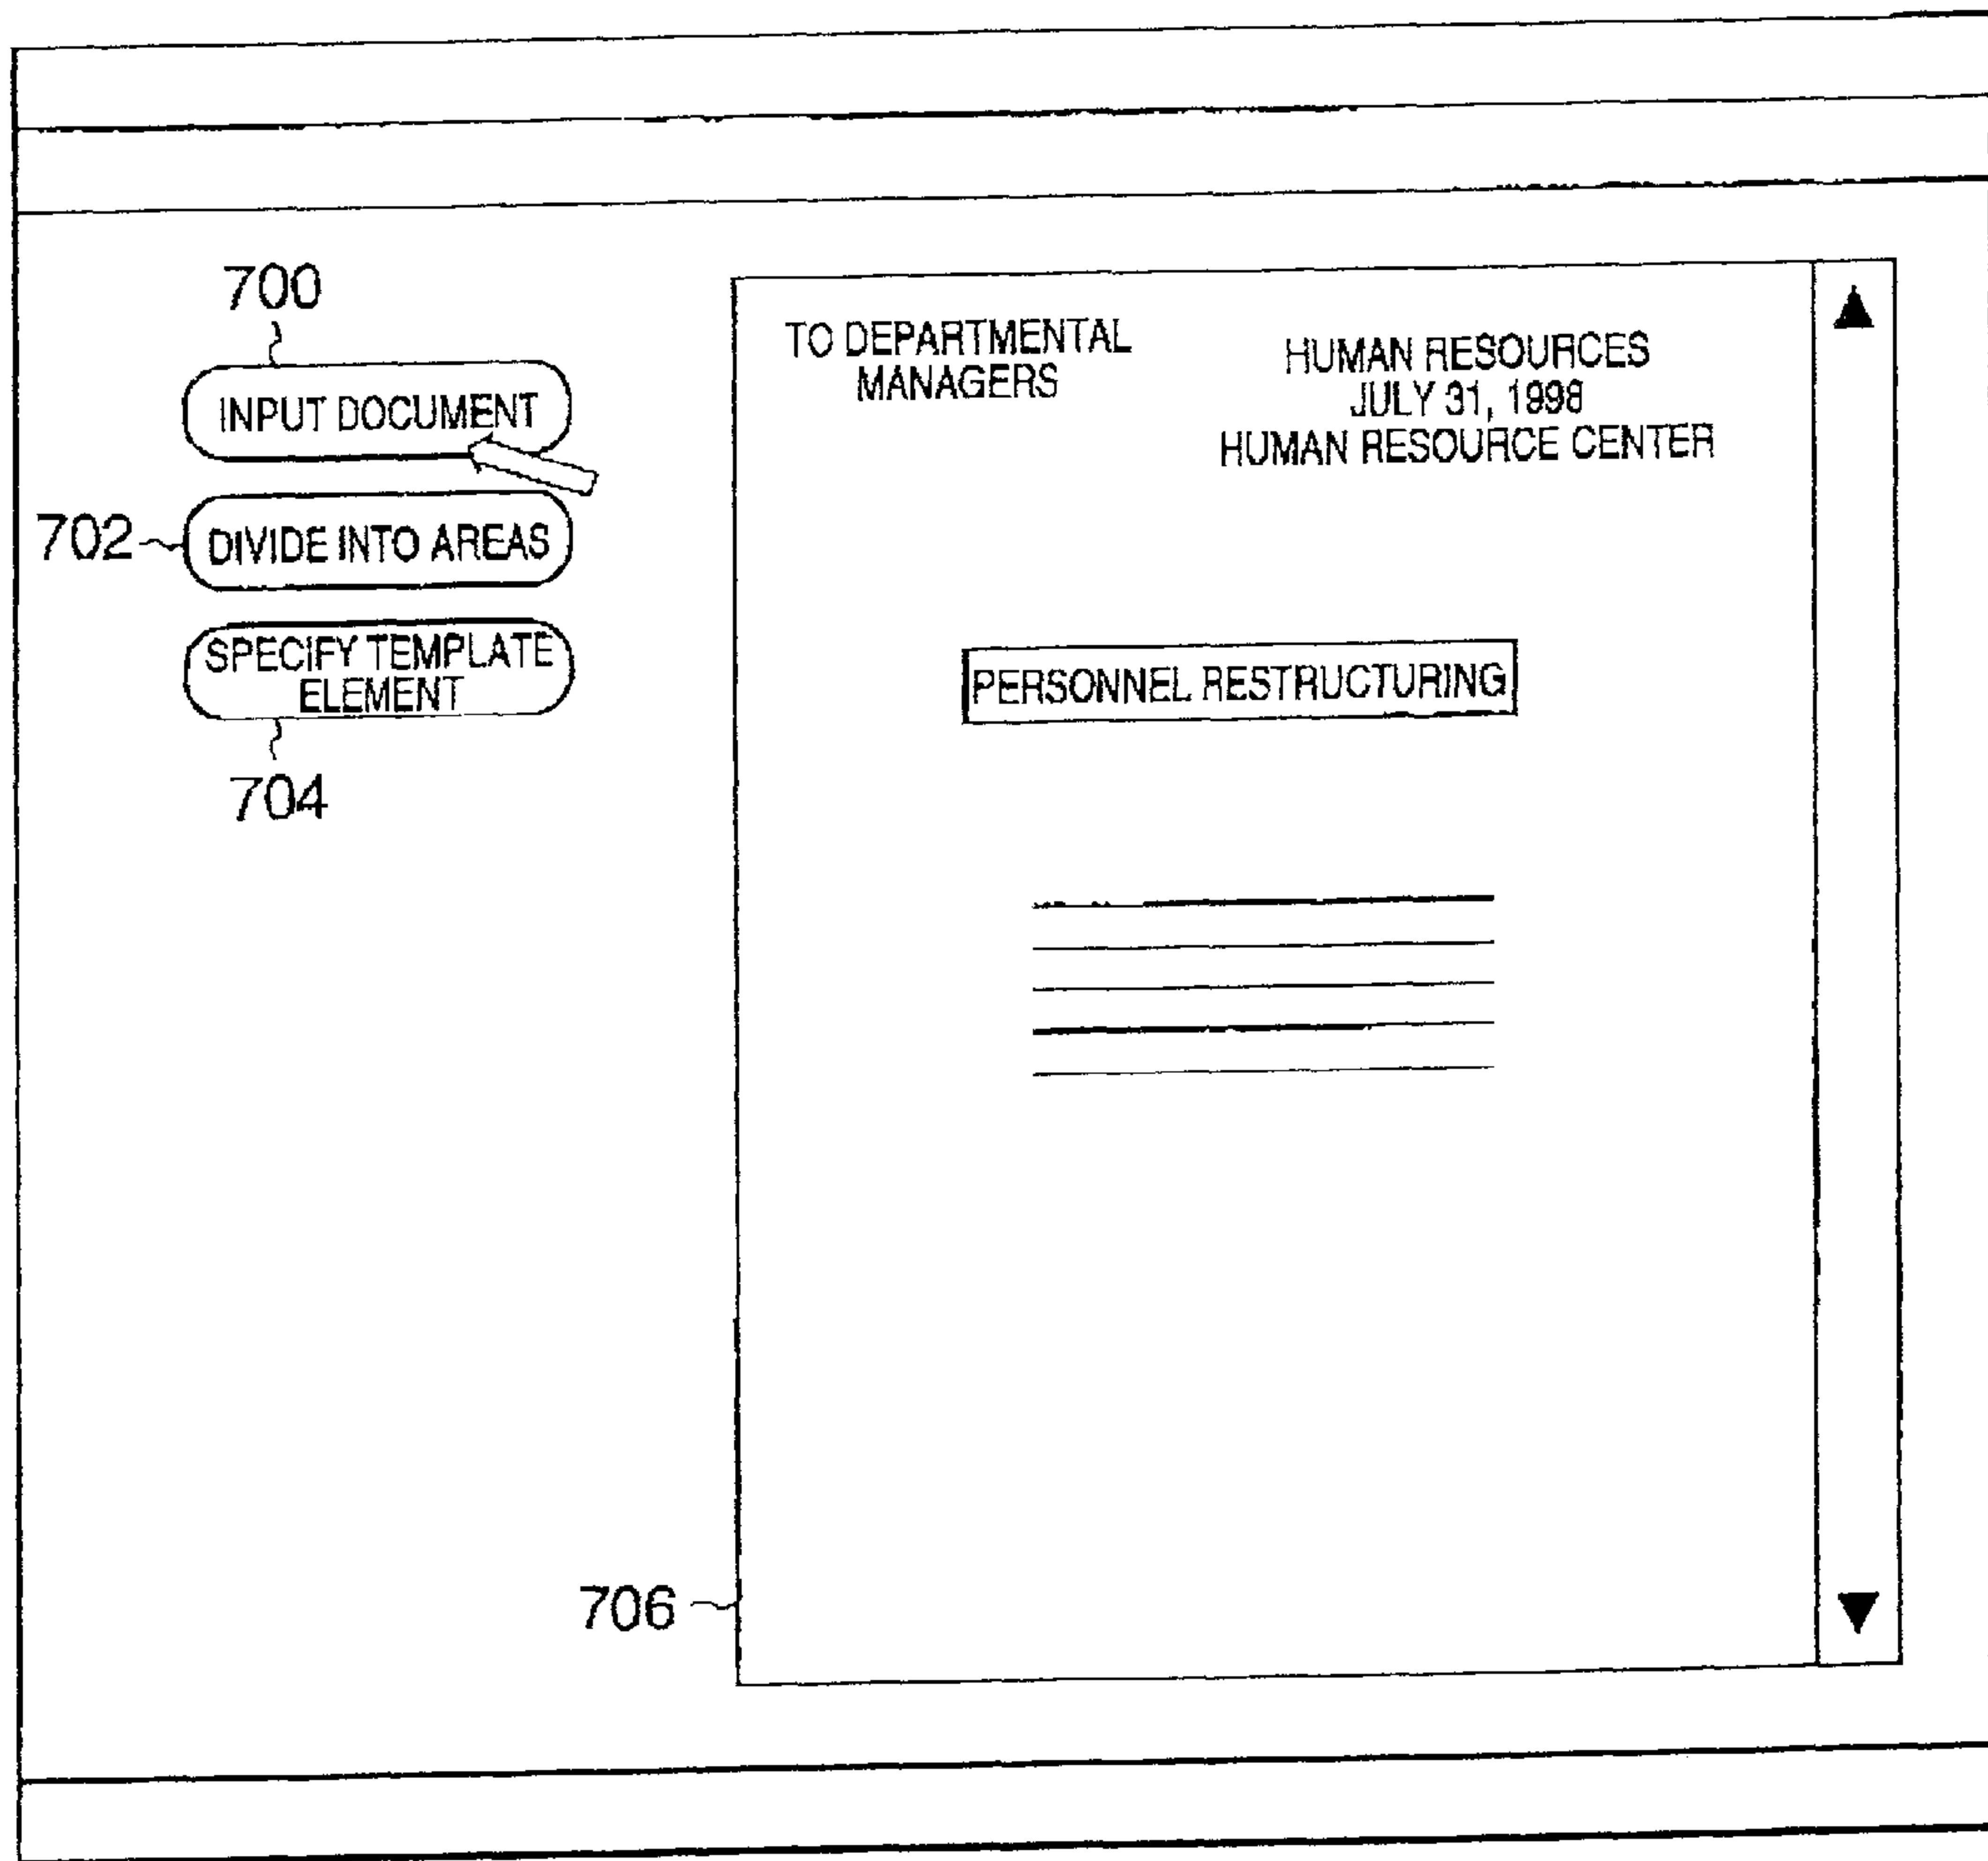 700
INPUT DOCUMENT
702
DIVIDE INTO AREAS
SPECIFY TEMPLATE
ELEMENT
704
TO DEPARTMENTAL
MANAGERS
HUMAN RESOURCES
JULY 31, 1998
HUMAN RESOURCE CENTER
PERSONNEL RESTRUCTURING
706